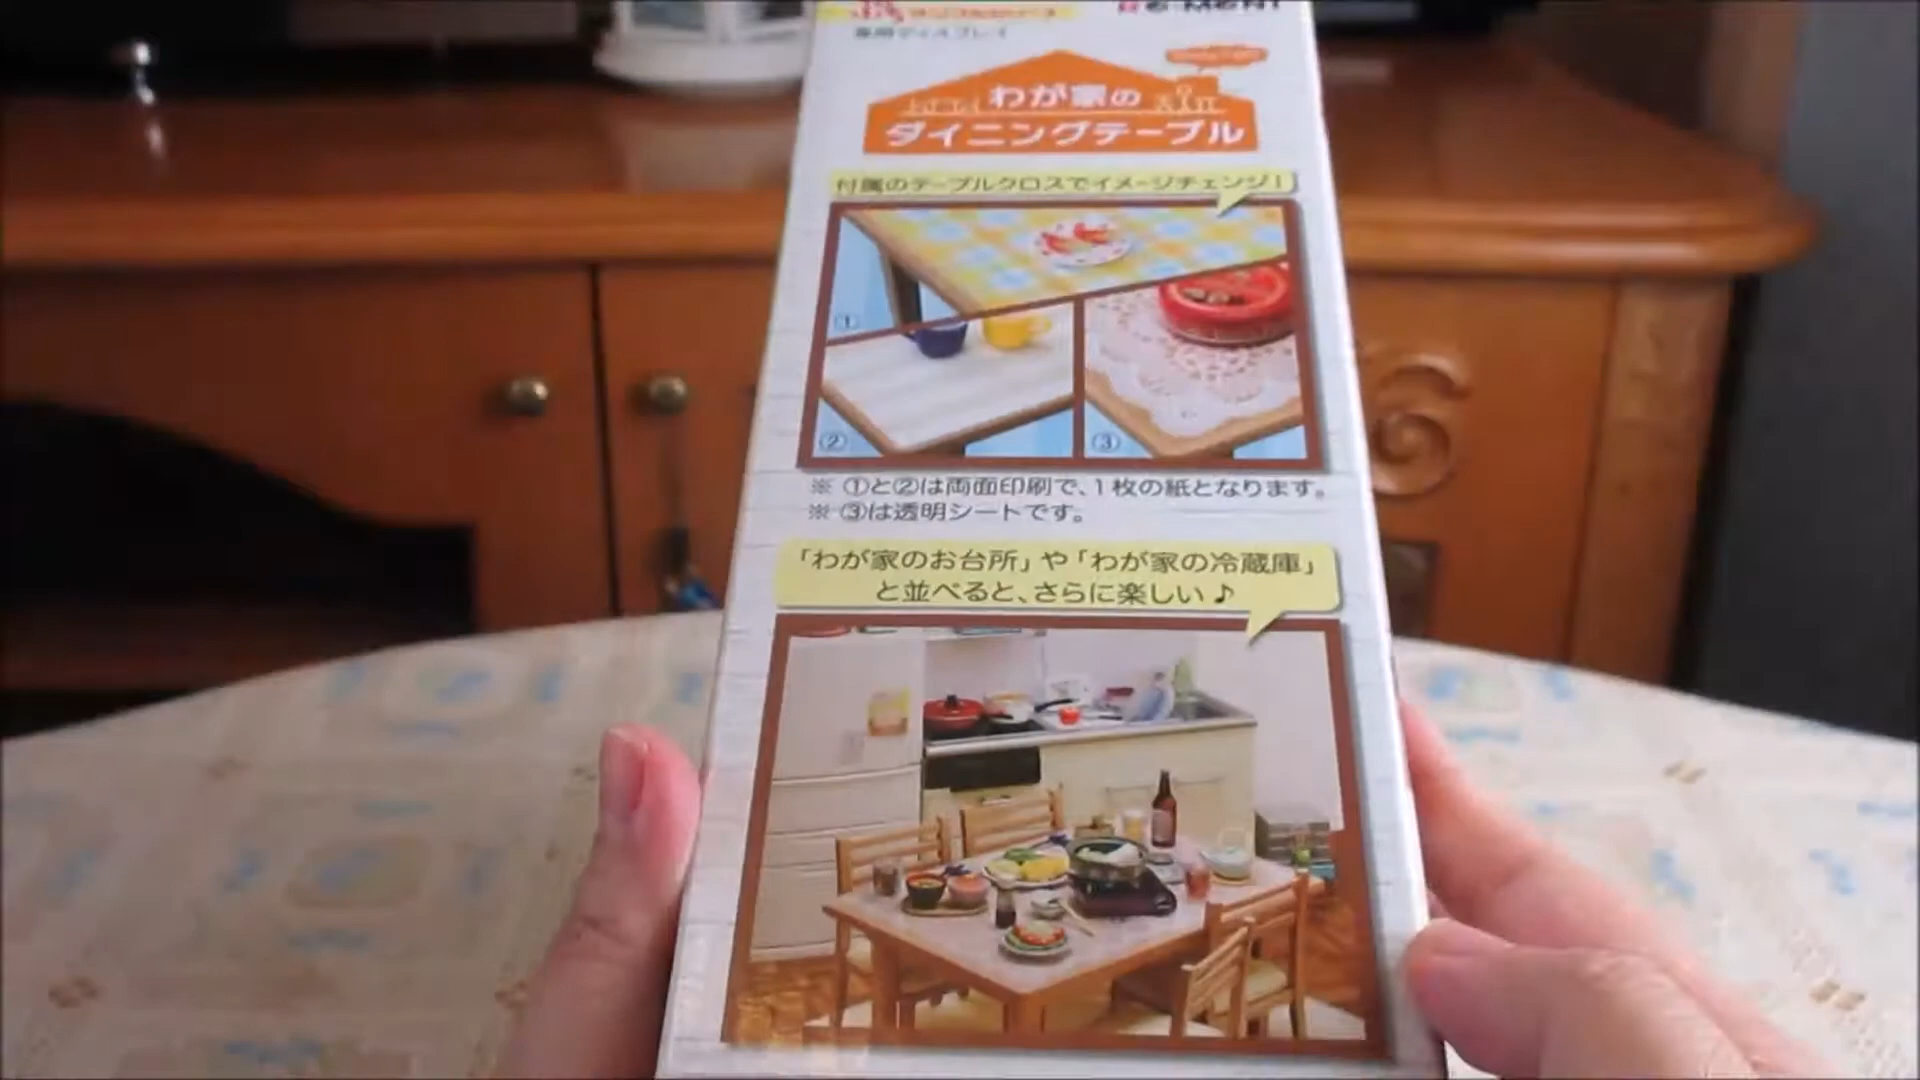 専用ディスプレイ
わが家の
ダイニングテーブル
付属のテーブルクロスでイメージチェンジ!
①
②
③
※ ①と②は両面印刷で、1枚の紙となります。
※ ③は透明シートです。
「わが家のお台所」や「わが家の冷蔵庫」
と並べると、さらに楽しい♪